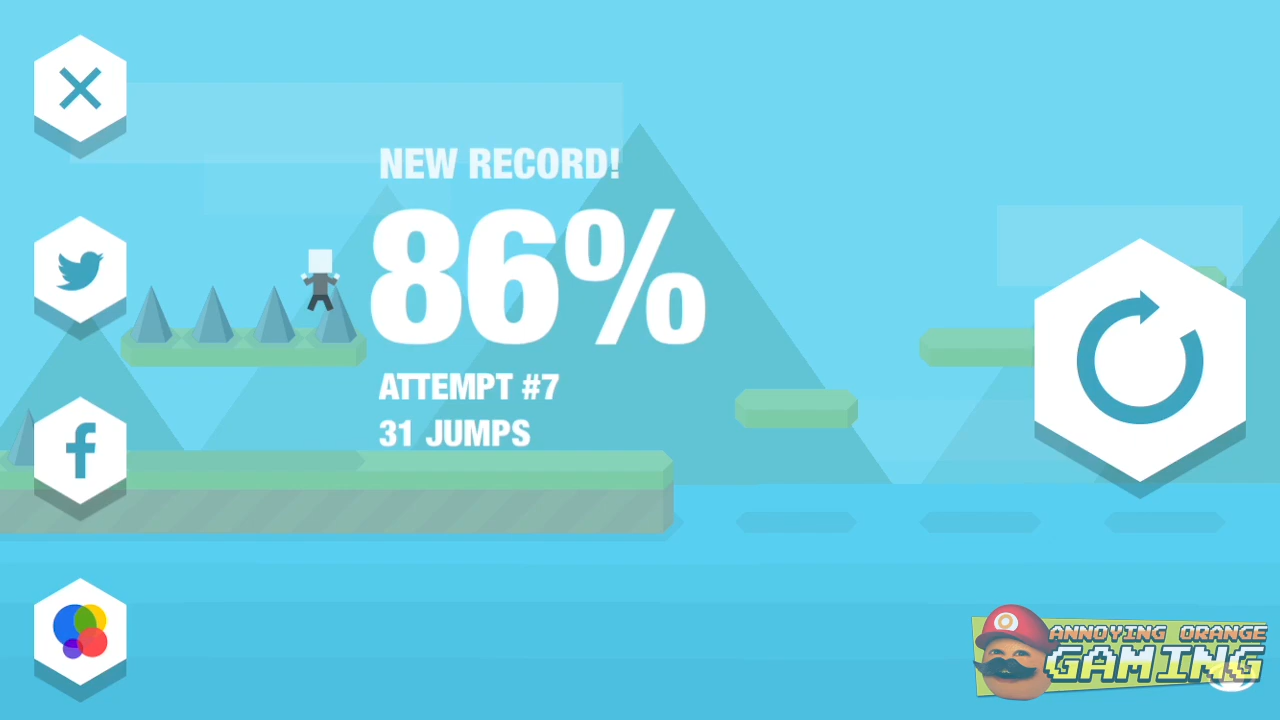 NEW RECORD!
86%
ATTEMPT #7
31 JUMPS
ANNOYING ORANGE
GAMING